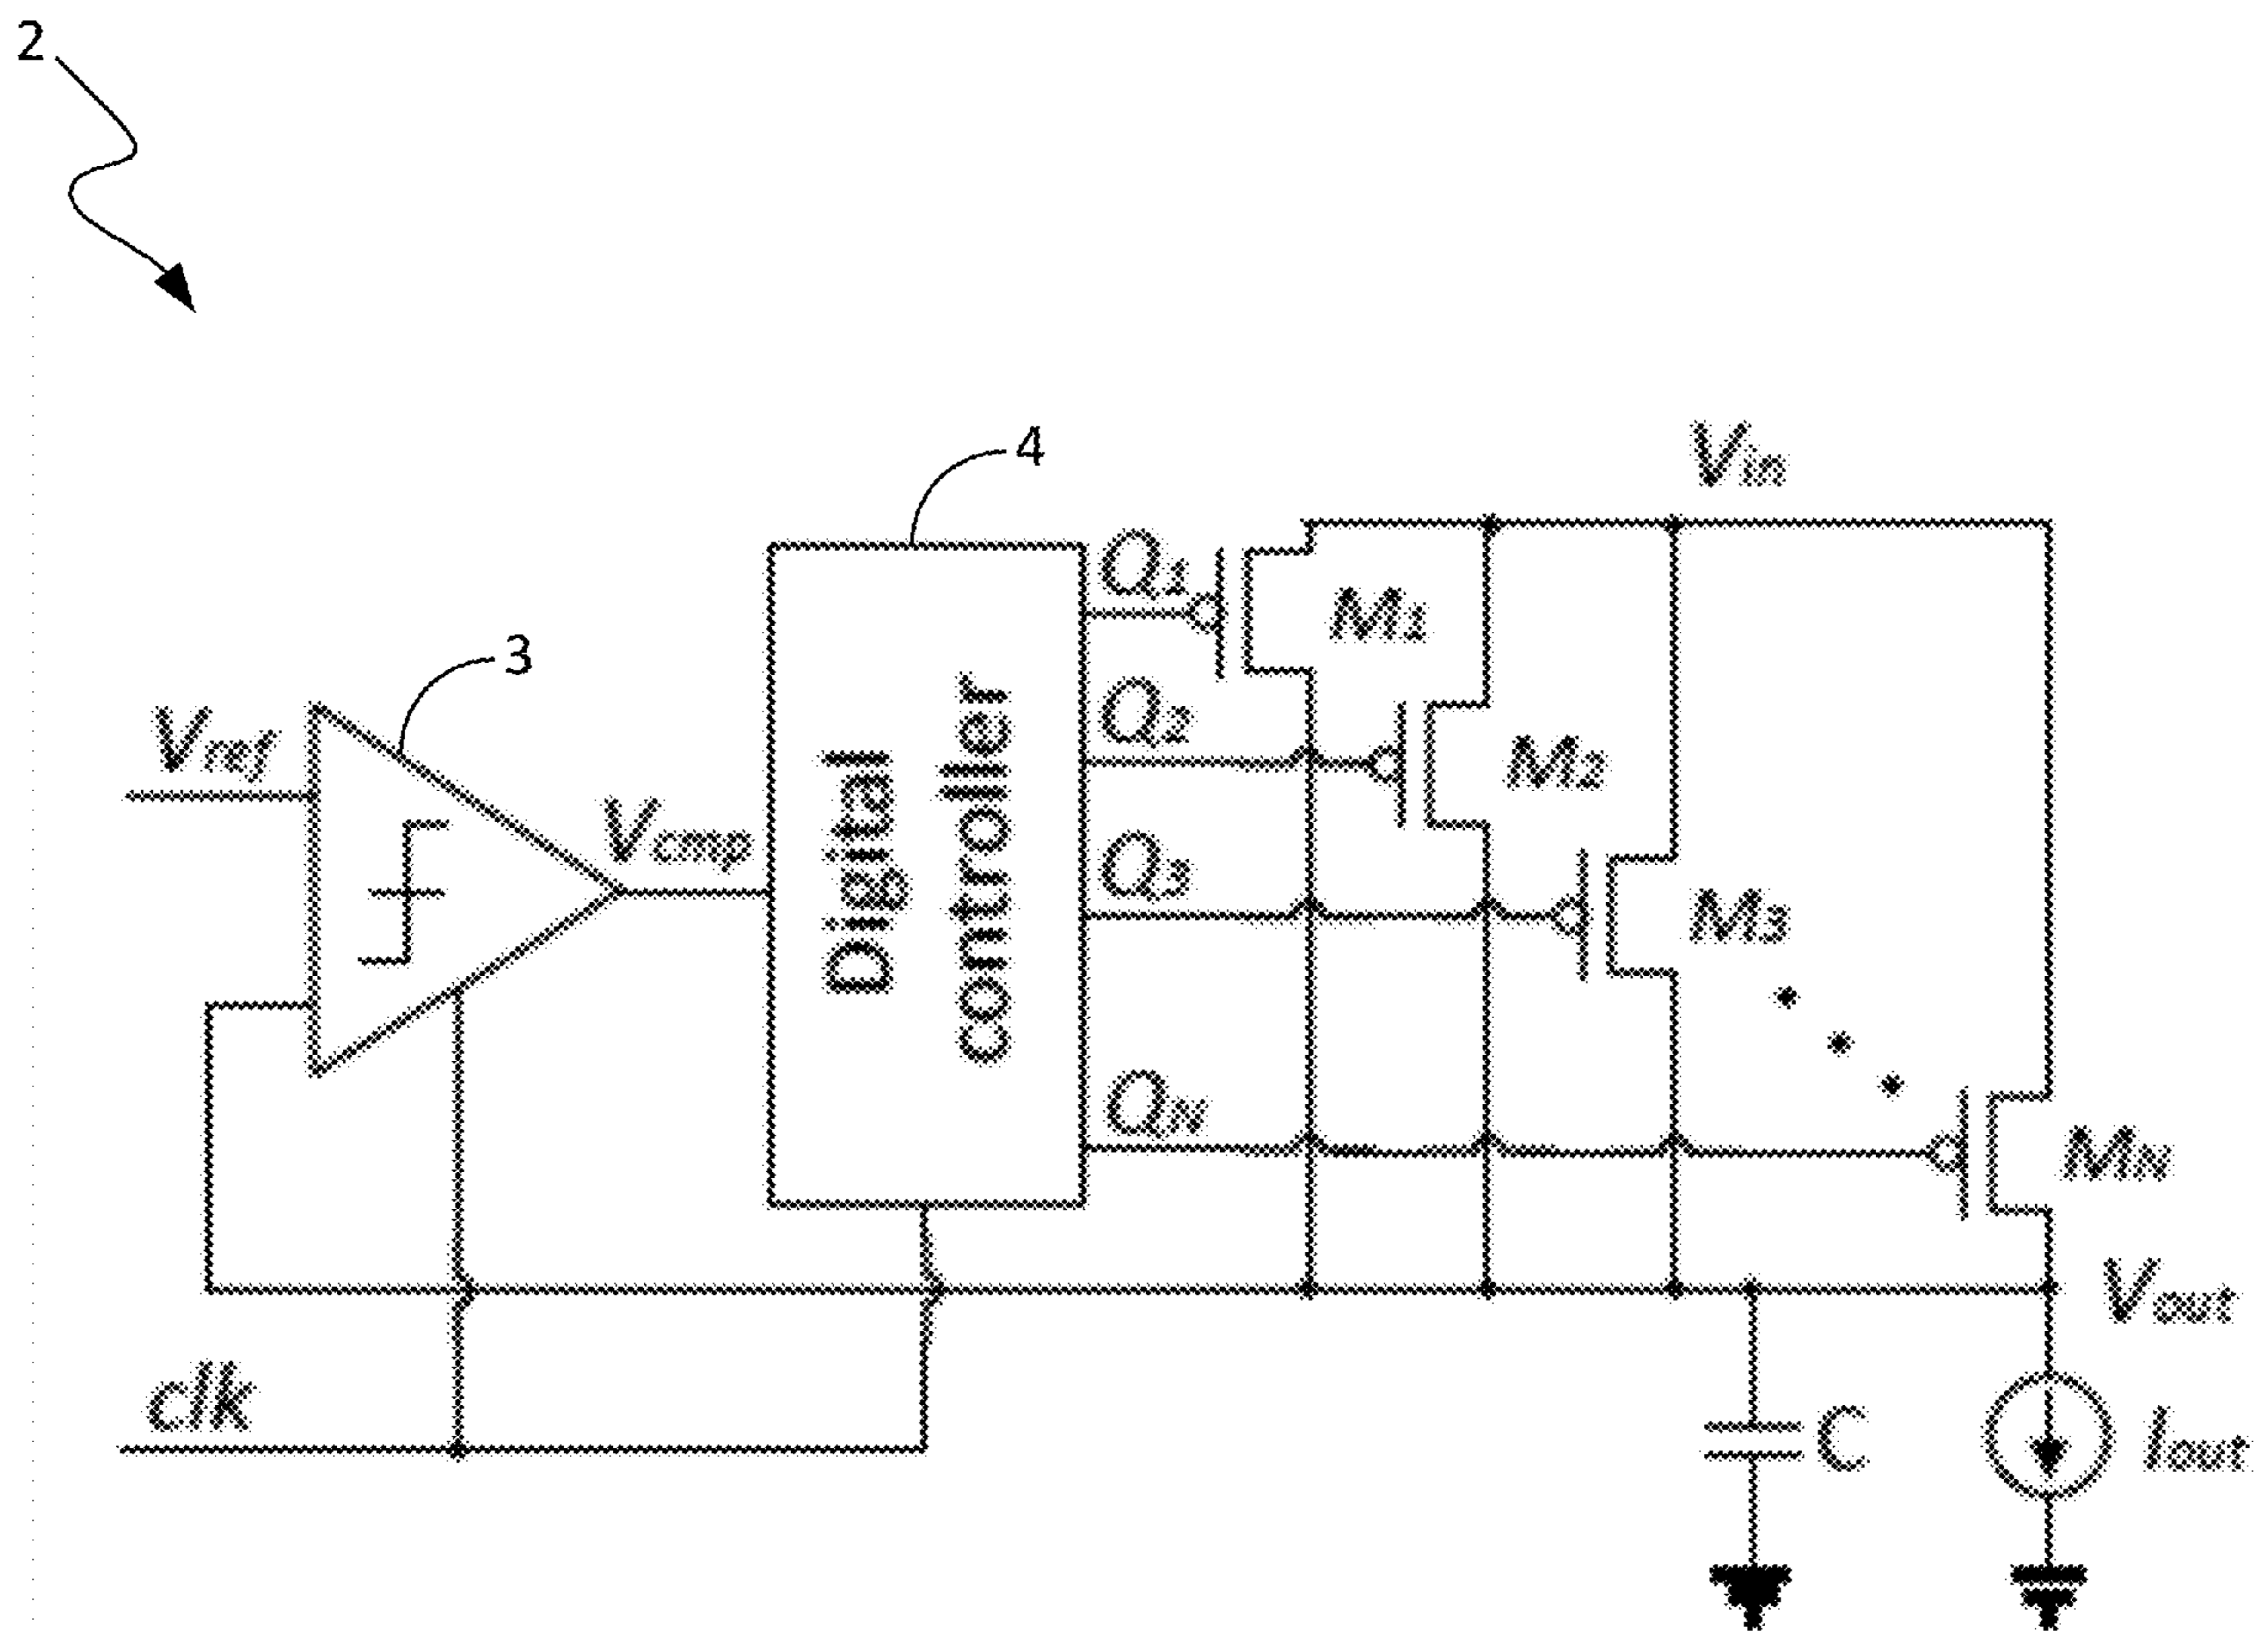 2
4
Vin
Q1
M1
3
Q2
Vref
M2
Vcmp
Digital
controller
Q3
M3
QN
MN
Vout
clk
C
Iout